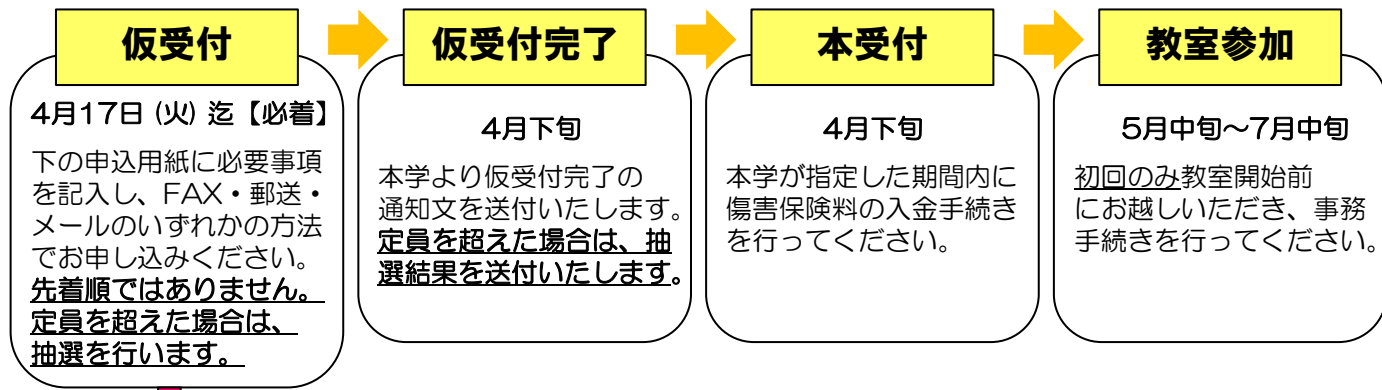 仮受付
4月17日 (火) 迄【必着】
下の申込用紙に必要事項
を記入し、FAX・郵送・
メールのいずれかの方法
でお申し込みください。
先着順ではありません。
定員を超えた場合は、
抽選を行います。
仮受付完了
4月下旬
本学より仮受付完了の
通知文を送付いたします。
定員を超えた場合は、抽
選結果を送付いたします。
本受付
4月下旬
本学が指定した期間内に
傷害保険料の入金手続き
を行ってください。
教室参加
5月中旬～7月中旬
初回のみ教室開始前
にお越しいただき、事務
手続きを行ってください。